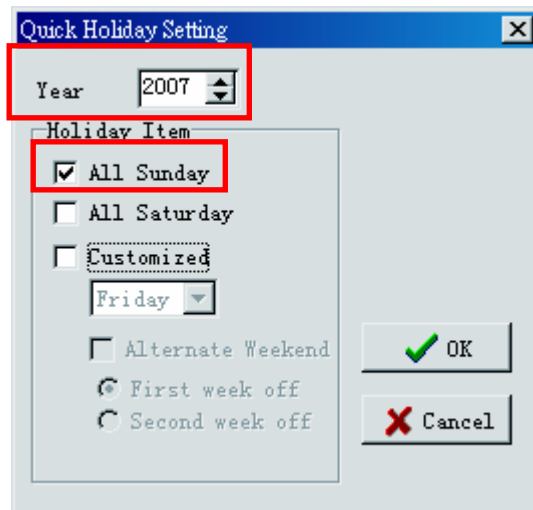 Quick Holiday Setting
Year 2007
Holiday Item
All Sunday
All Saturday
Customized
Friday
Alternate Weekend
First week off
Second week off
OK
Cancel